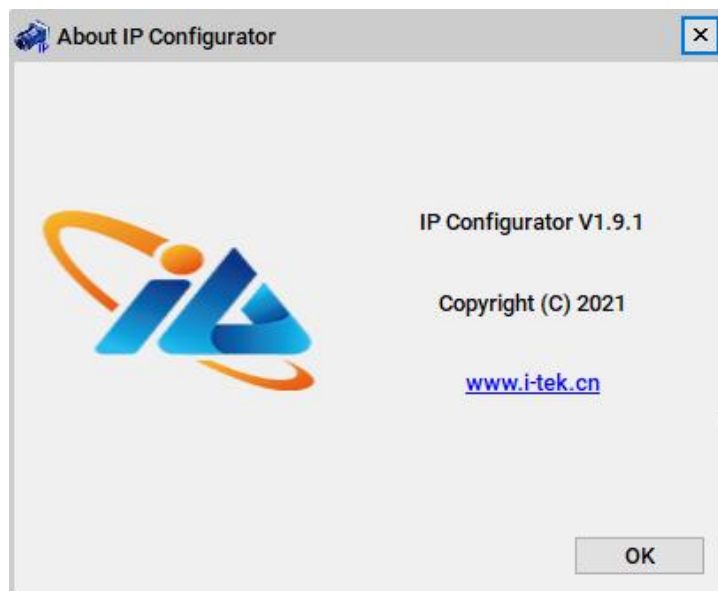 About IP Configurator
IP Configurator V1.9.1
Copyright (C) 2021
www.i-tek.cn
OK